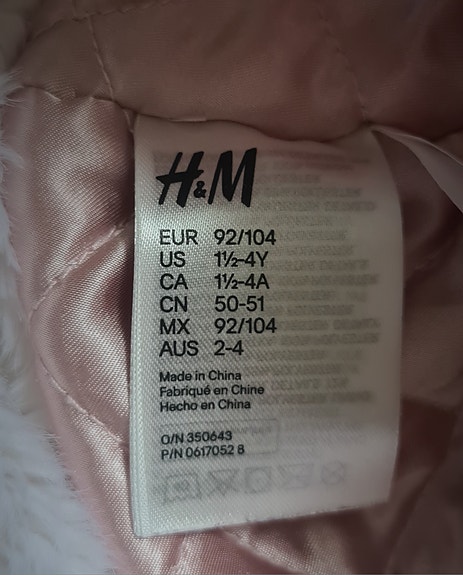 H&M
EUR 92/104
US 1½-4Y
CA 1½-4A
CN 50-51
MX 92/104
AUS 2-4
Made in China
Fabriqué en Chine
Hecho en China
O/N 350643
P/N 0617052 8